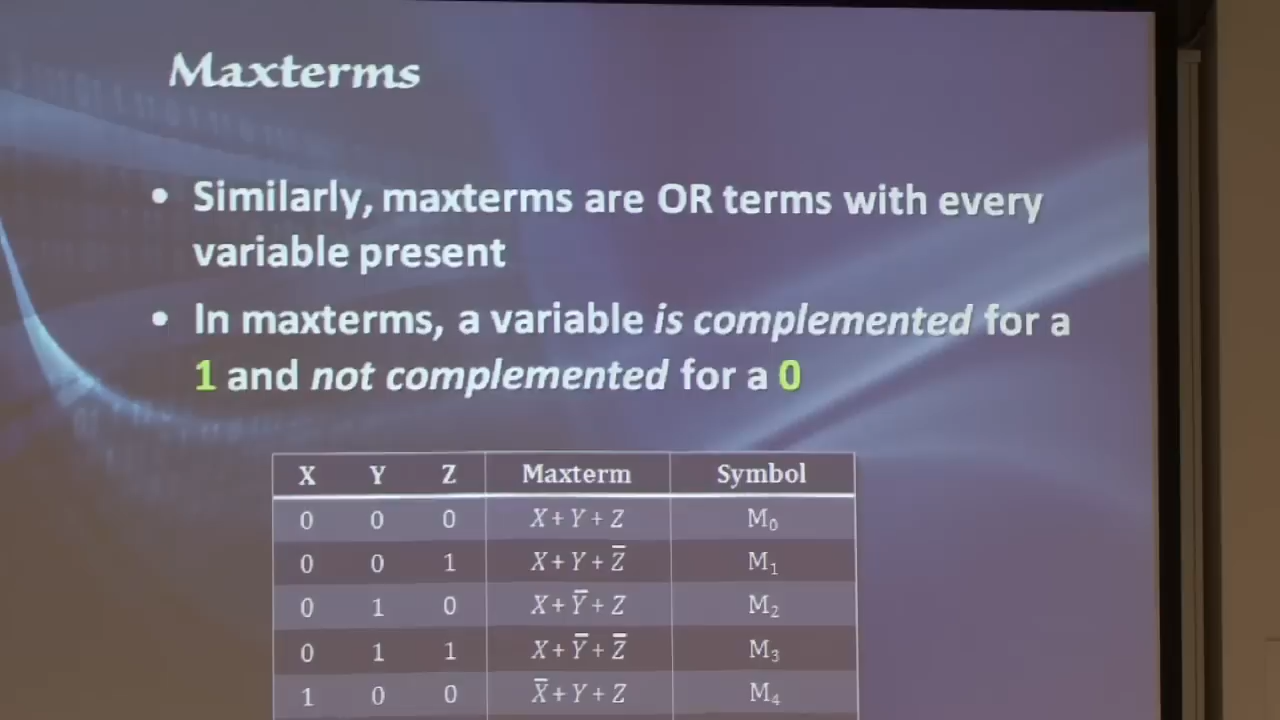 Maxterms
• Similarly, maxterms are OR terms with every
variable present
• In maxterms, a variable is complemented for a
1 and not complemented for a 0
X Y Z Maxterm Symbol
0 0 0 X + Y + Z M₀
0 0 1 X + Y + Z̅ M₁
0 1 0 X + Y̅ + Z M₂
0 1 1 X + Y̅ + Z̅ M₃
1 0 0 X̅ + Y + Z M₄